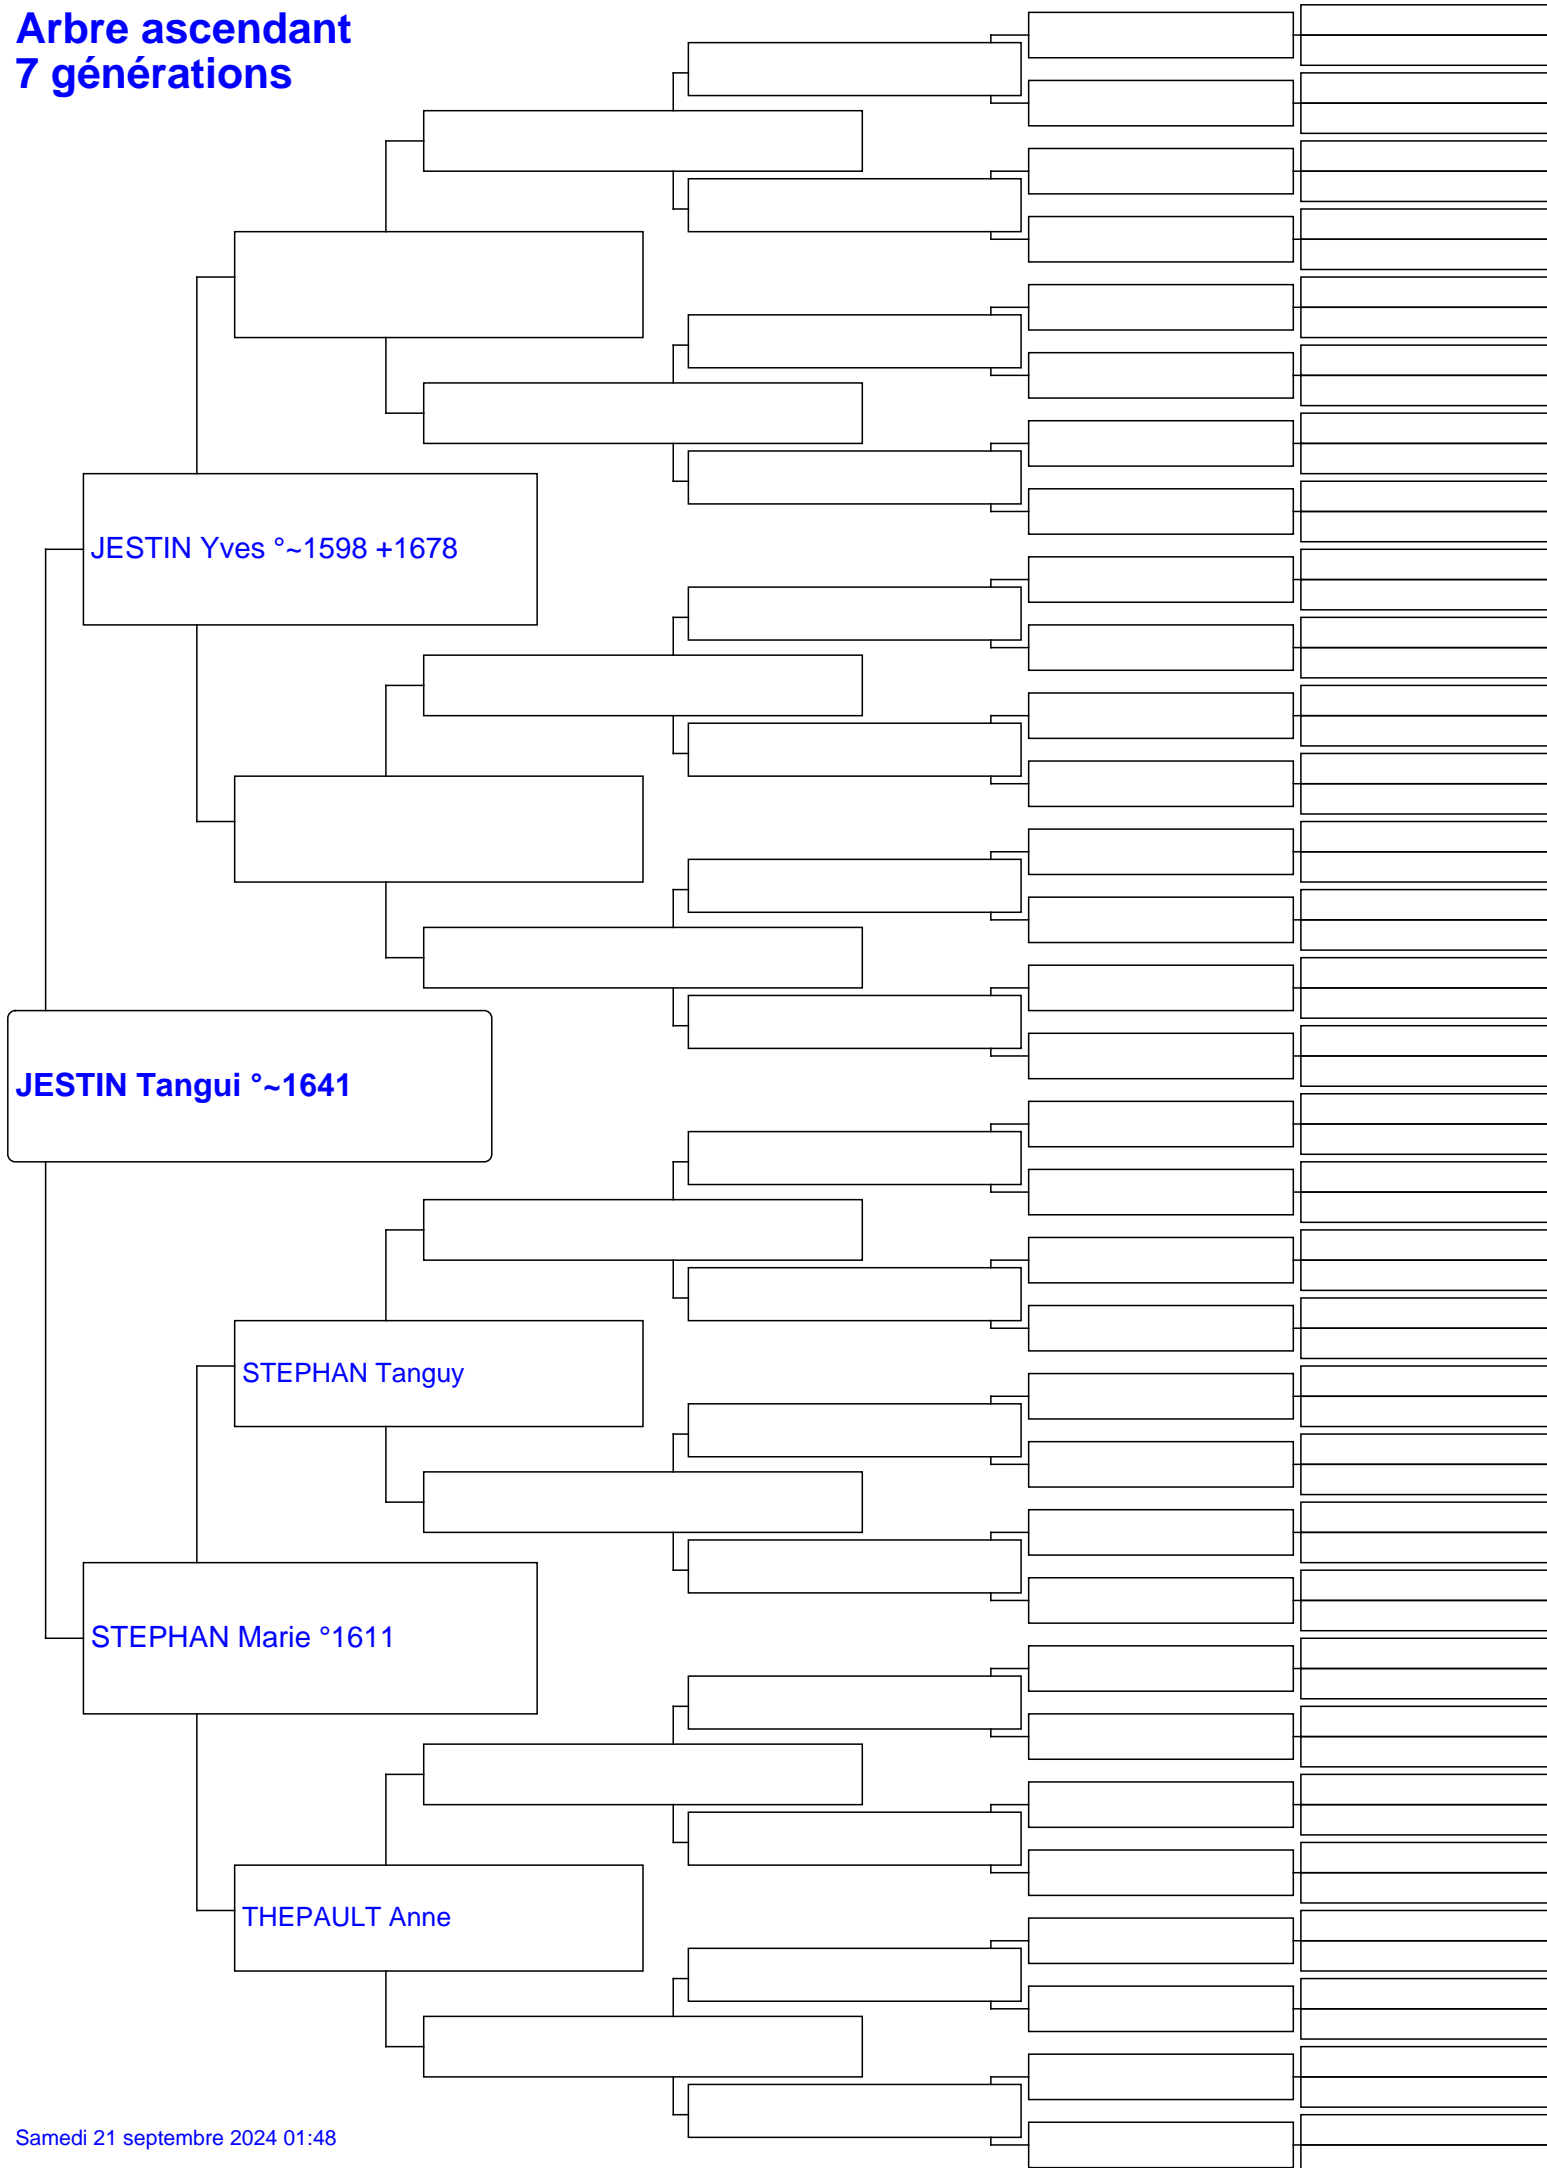 Arbre ascendant
7 générations
JESTIN Yves °~1598 +1678
JESTIN Tangui °~1641
STEPHAN Tanguy
STEPHAN Marie °1611
THEPAULT Anne
Samedi 21 septembre 2024 01:48